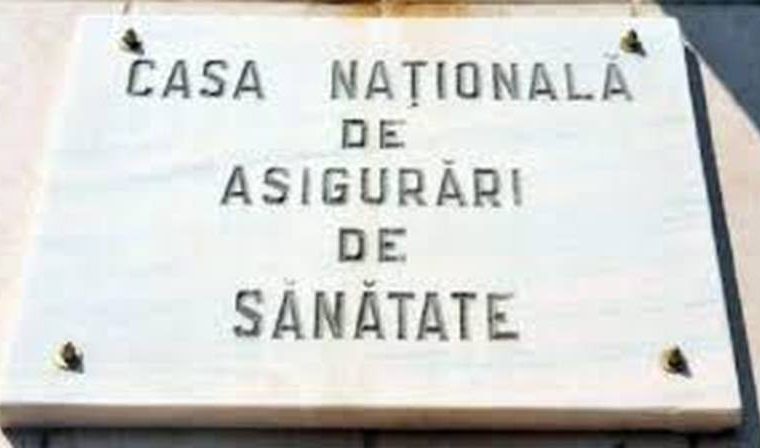 CASA NAȚIONALĂ
DE
ASIGURĂRI
DE
SĂNĂTATE